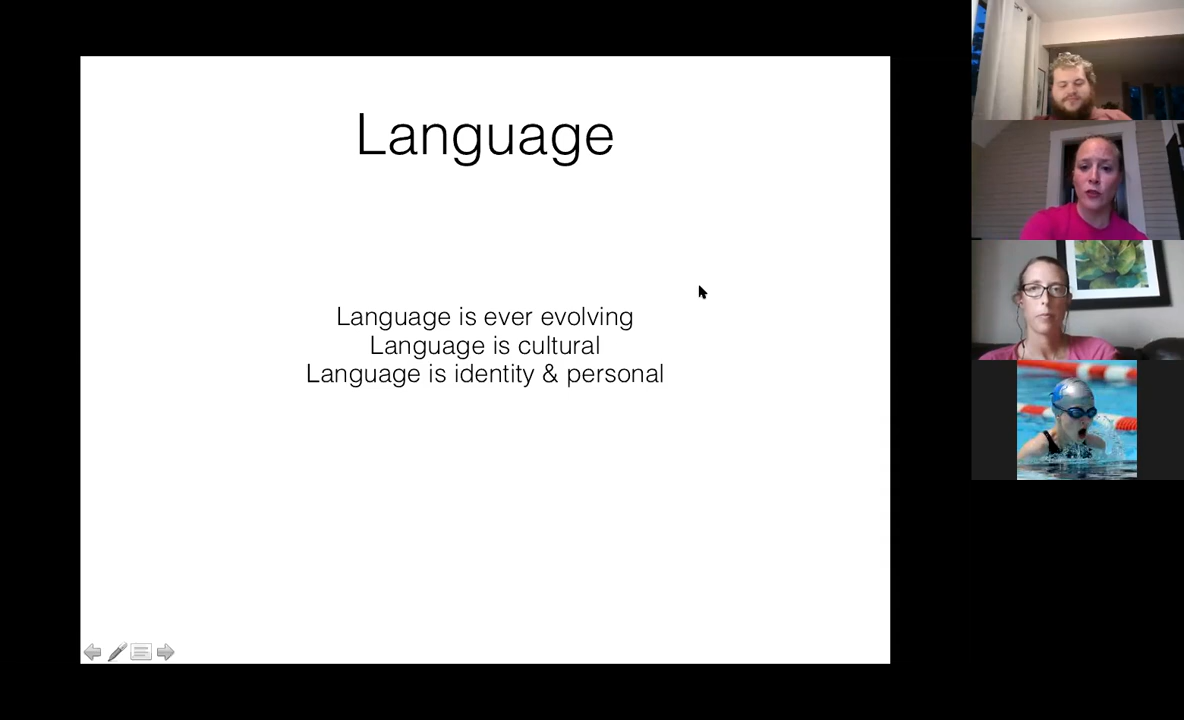 Language
Language is ever evolving
Language is cultural
Language is identity & personal